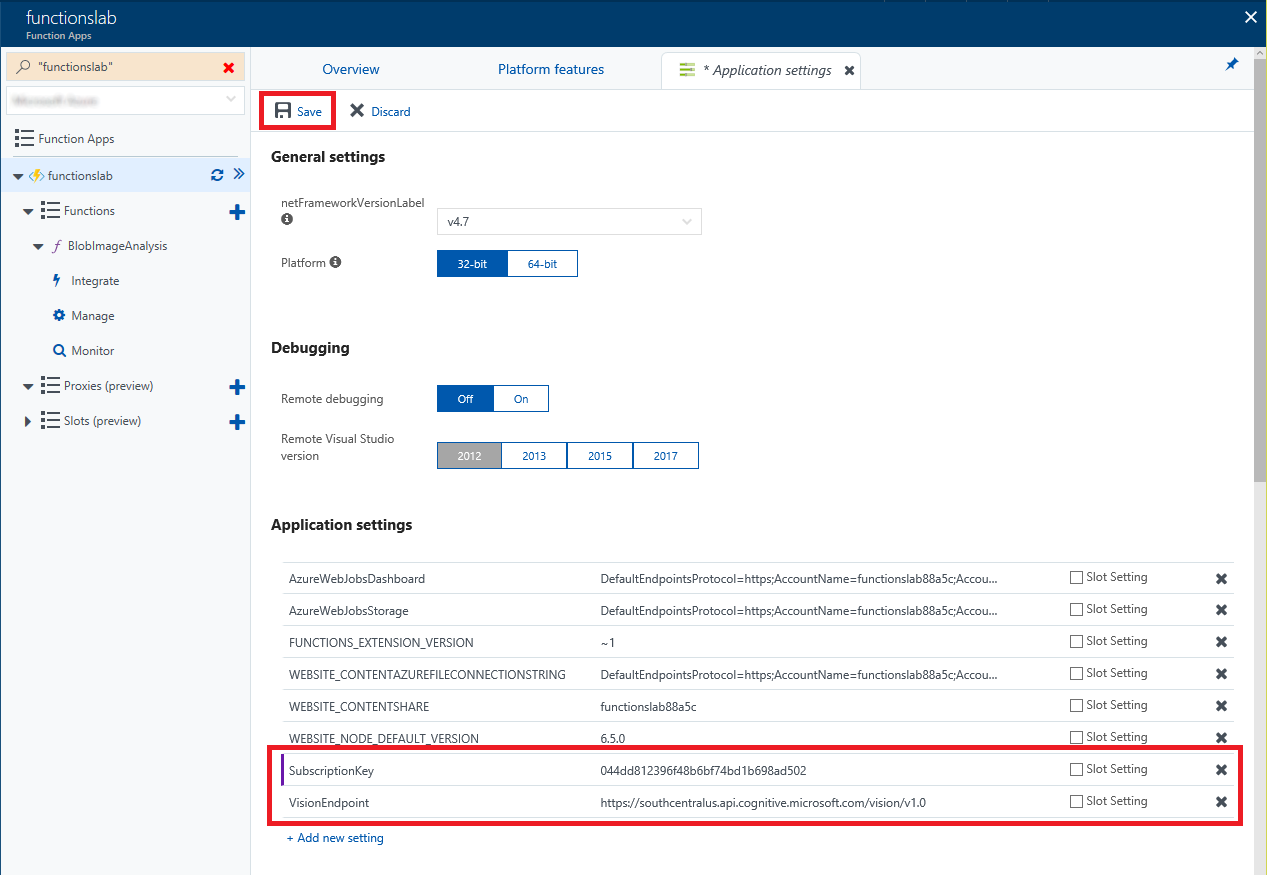 functionslab
Function Apps
"functionslab"
Function Apps
functionslab
Functions
BlobImageAnalysis
Integrate
Manage
Monitor
Proxies (preview)
Slots (preview)
Overview
Platform features
* Application settings
Save
Discard
General settings
netFrameworkVersionLabel
v4.7
Platform
32-bit
64-bit
Debugging
Remote debugging
Off
On
Remote Visual Studio
version
2012
2013
2015
2017
Application settings
AzureWebJobsDashboard DefaultEndpointsProtocol=https;AccountName=functionslab88a5c;Accou... Slot Setting
AzureWebJobsStorage DefaultEndpointsProtocol=https;AccountName=functionslab88a5c;Accou... Slot Setting
FUNCTIONS_EXTENSION_VERSION ~1 Slot Setting
WEBSITE_CONTENTAZUREFILECONNECTIONSTRING DefaultEndpointsProtocol=https;AccountName=functionslab88a5c;Accou... Slot Setting
WEBSITE_CONTENTSHARE functionslab88a5c Slot Setting
WEBSITE_NODE_DEFAULT_VERSION 6.5.0 Slot Setting
SubscriptionKey 044dd812396f48b6bf74bd1b698ad502 Slot Setting
VisionEndpoint https://southcentralus.api.cognitive.microsoft.com/vision/v1.0 Slot Setting
+ Add new setting